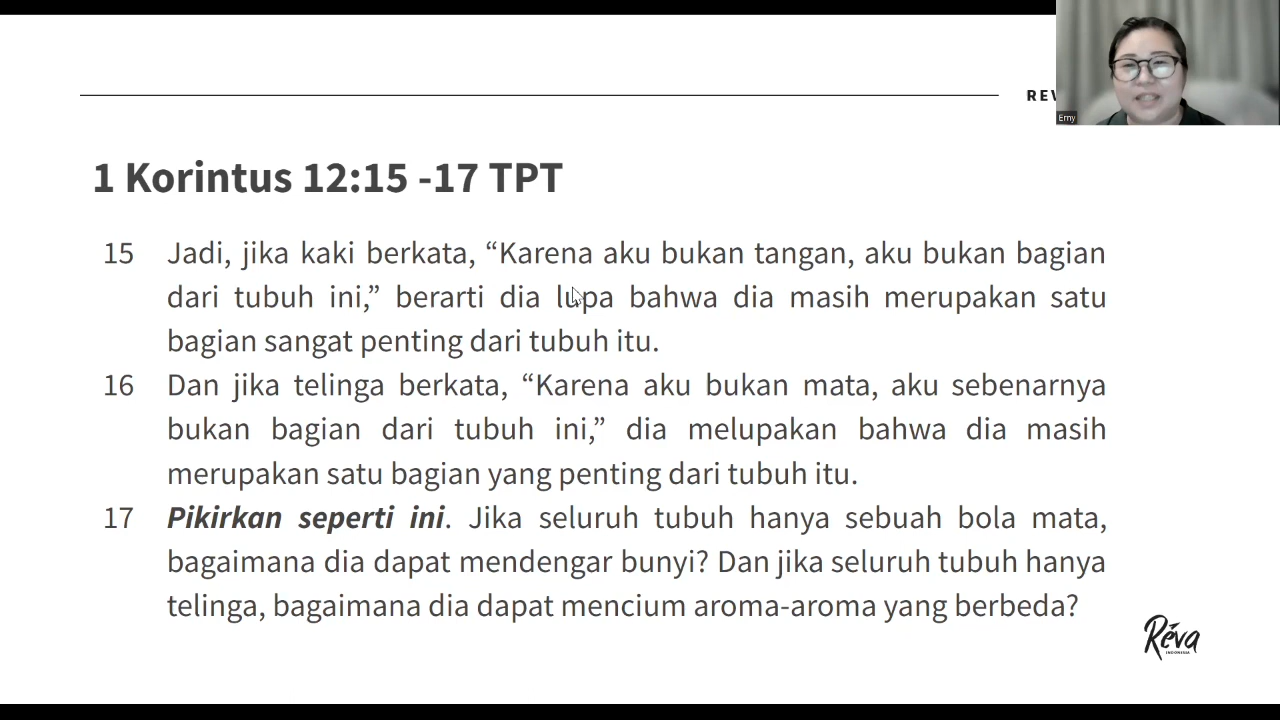 Erny
1 Korintus 12:15 -17 TPT
15 Jadi, jika kaki berkata, “Karena aku bukan tangan, aku bukan bagian
dari tubuh ini,” berarti dia lupa bahwa dia masih merupakan satu
bagian sangat penting dari tubuh itu.
16 Dan jika telinga berkata, “Karena aku bukan mata, aku sebenarnya
bukan bagian dari tubuh ini,” dia melupakan bahwa dia masih
merupakan satu bagian yang penting dari tubuh itu.
17 Pikirkan seperti ini. Jika seluruh tubuh hanya sebuah bola mata,
bagaimana dia dapat mendengar bunyi? Dan jika seluruh tubuh hanya
telinga, bagaimana dia dapat mencium aroma-aroma yang berbeda?
Réva
INDONESIA